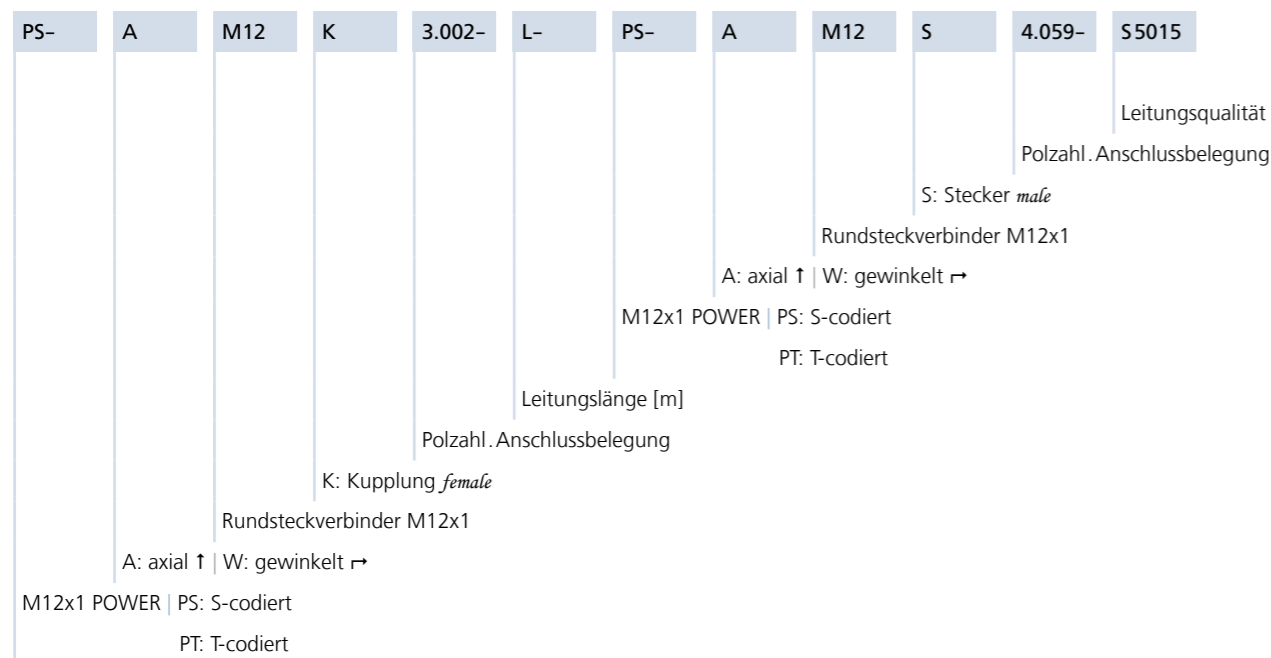 PS– A M12 K 3.002– L– PS– A M12 S 4.059– S5015
Leitungsqualität
Polzahl.Anschlussbelegung
S: Stecker male
Rundsteckverbinder M12x1
A: axial ↑ | W: gewinkelt ↱
M12x1 POWER | PS: S-codiert
PT: T-codiert
Leitungslänge [m]
Polzahl.Anschlussbelegung
K: Kupplung female
Rundsteckverbinder M12x1
A: axial ↑ | W: gewinkelt ↱
M12x1 POWER | PS: S-codiert
PT: T-codiert